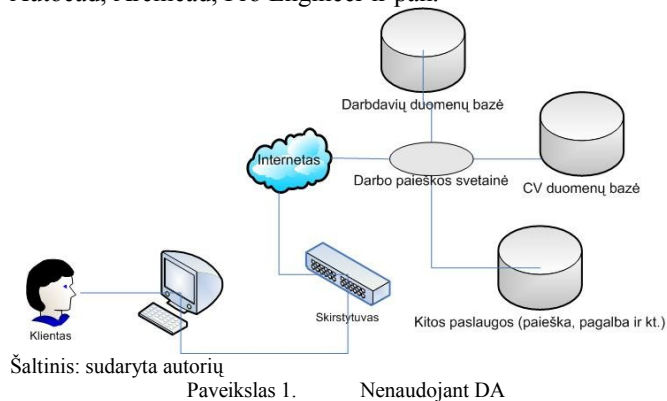 Autocad, Archicad, Pro Engineer ir pan.
Darbdavių duomenų bazė
Internetas
Darbo paieškos svetainė
CV duomenų bazė
Klientas
Skirstytuvas
Kitos paslaugos (paieška, pagalba ir kt.)
Šaltinis: sudaryta autorių
Paveikslas 1. Nenaudojant DA